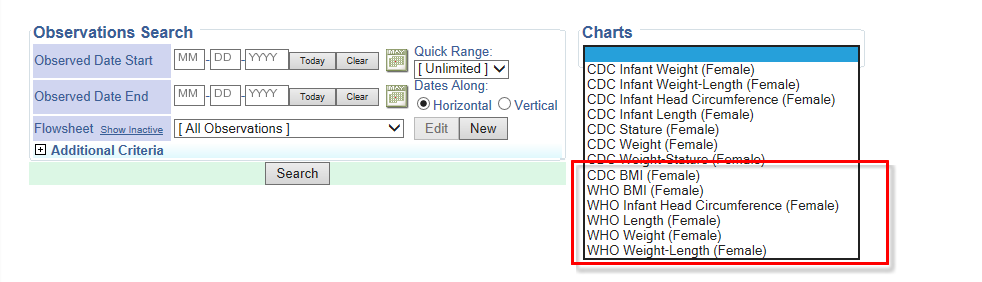 Observations Search
Observed Date Start MM - DD - YYYY Today Clear
Quick Range:
[ Unlimited ]
Observed Date End MM - DD - YYYY Today Clear
Dates Along:
Horizontal Vertical
Flowsheet Show Inactive [ All Observations ] Edit New
Additional Criteria
Search
Charts
CDC Infant Weight (Female)
CDC Infant Weight-Length (Female)
CDC Infant Head Circumference (Female)
CDC Infant Length (Female)
CDC Stature (Female)
CDC Weight (Female)
CDC Weight-Stature (Female)
CDC BMI (Female)
WHO BMI (Female)
WHO Infant Head Circumference (Female)
WHO Length (Female)
WHO Weight (Female)
WHO Weight-Length (Female)